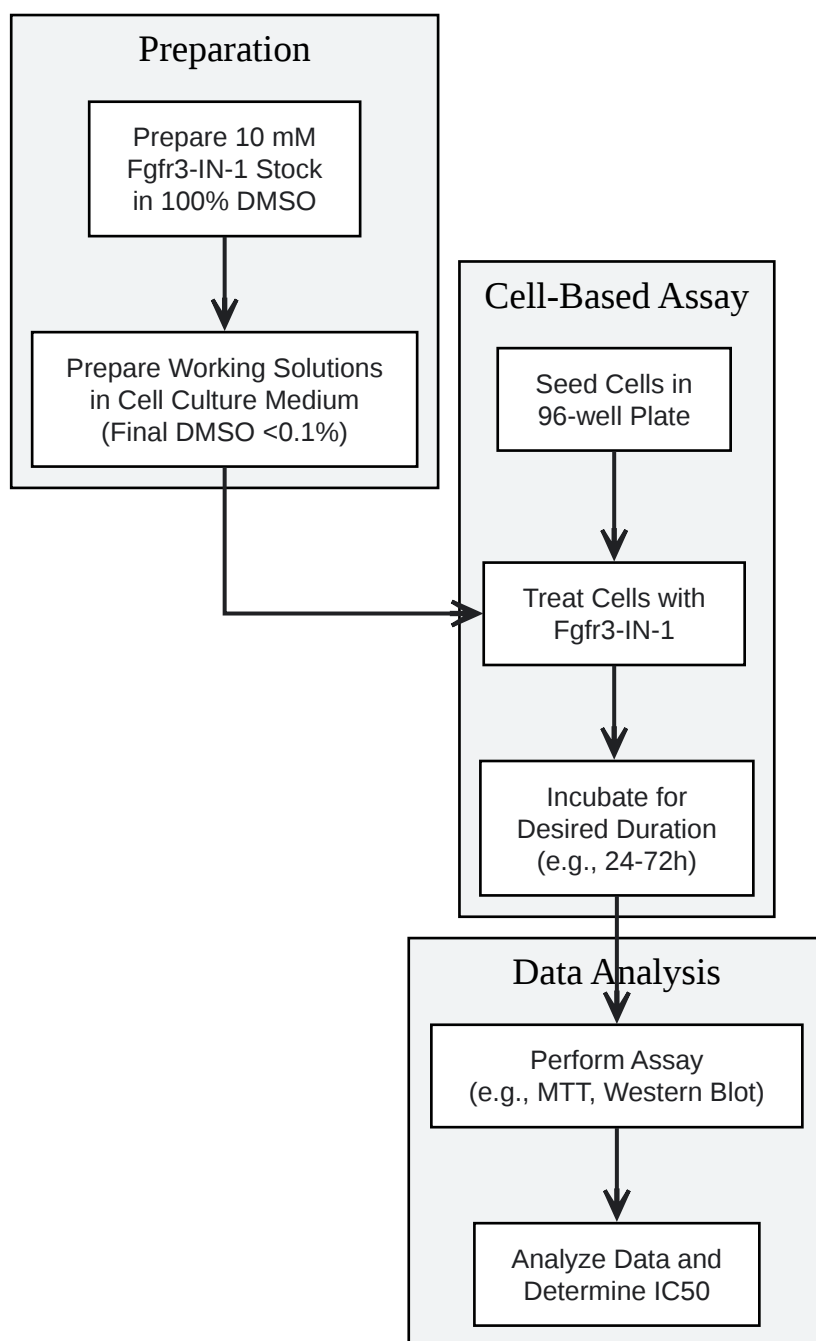 Preparation
Prepare 10 mM
Fgfr3-IN-1 Stock
in 100% DMSO
Prepare Working Solutions
in Cell Culture Medium
(Final DMSO <0.1%)
Cell-Based Assay
Seed Cells in
96-well Plate
Treat Cells with
Fgfr3-IN-1
Incubate for
Desired Duration
(e.g., 24-72h)
Data Analysis
Perform Assay
(e.g., MTT, Western Blot)
Analyze Data and
Determine IC50